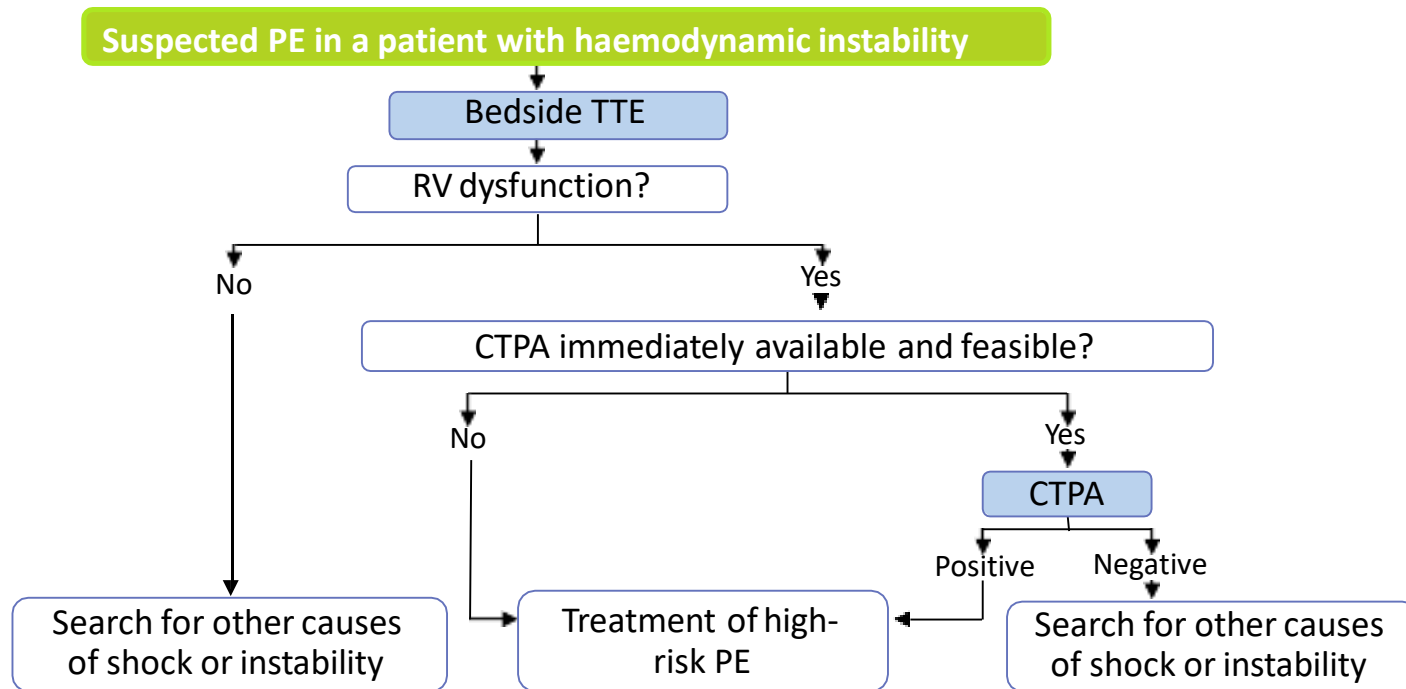 Suspected PE in a patient with haemodynamic instability
Bedside TTE
RV dysfunction?
No
Yes
CTPA immediately available and feasible?
No
Yes
CTPA
Positive
Negative
Search for other causes
of shock or instability
Treatment of high-
risk PE
Search for other causes
of shock or instability